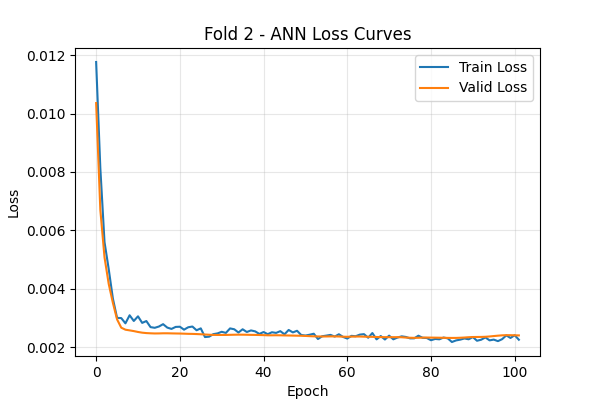 Fold 2 - ANN Loss Curves
Train Loss
Valid Loss
Loss
0.012
0.010
0.008
0.006
0.004
0.002
0 20 40 60 80 100
Epoch